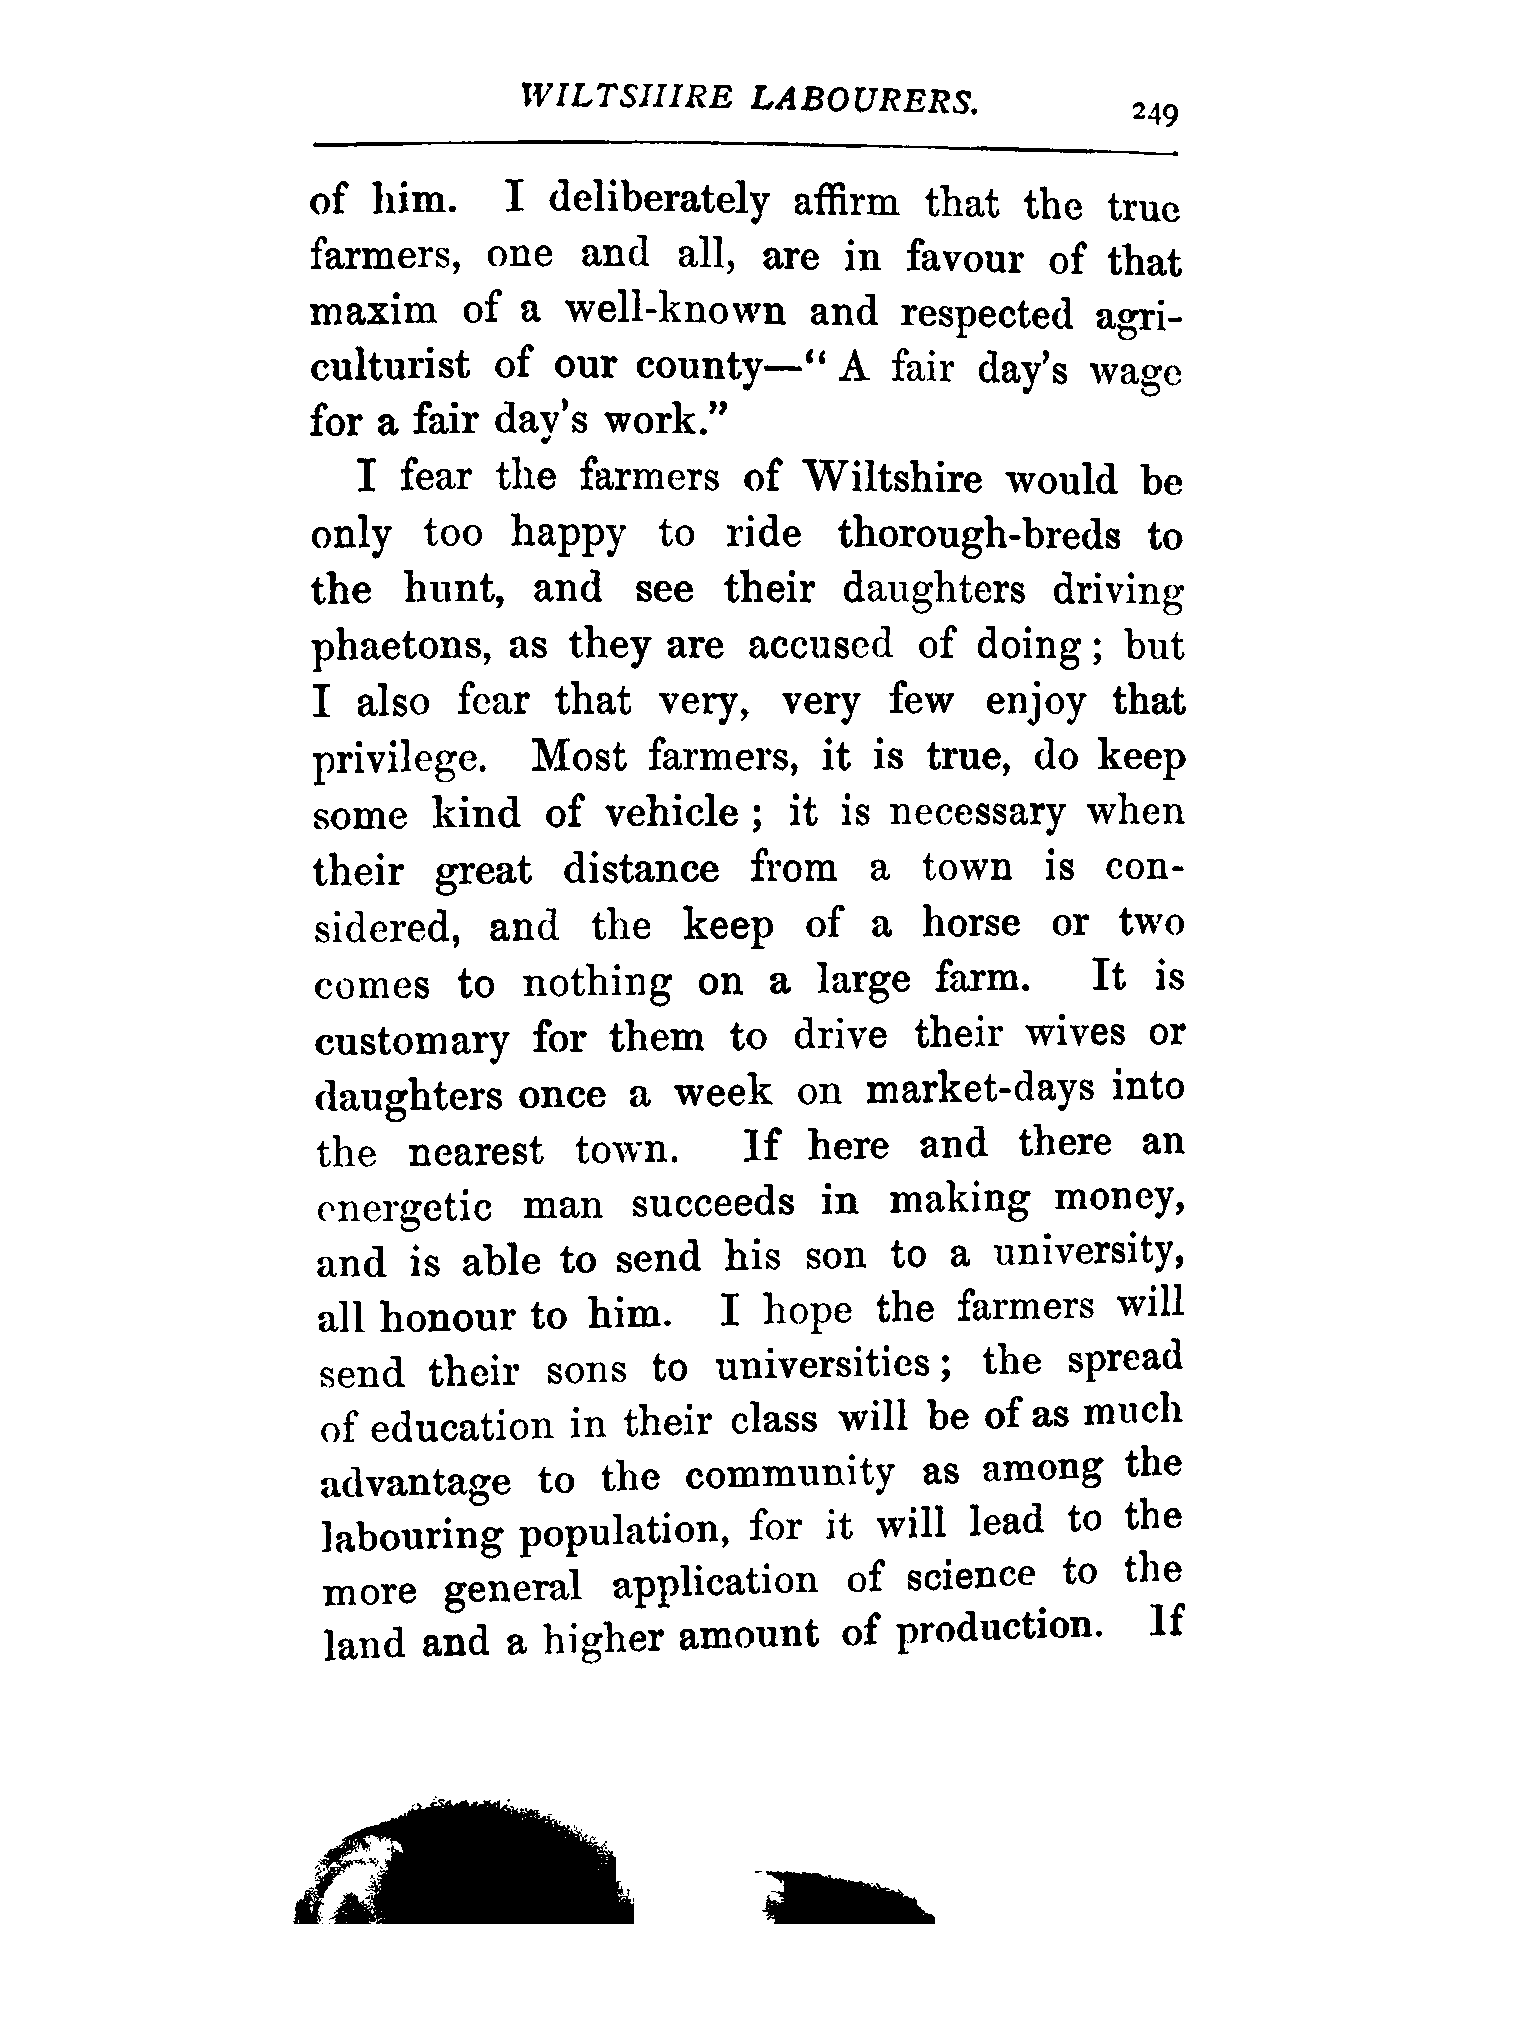 WILTSHIRE LABOURERS. 249
of him. I deliberately affirm that the true
farmers, one and all, are in favour of that
maxim of a well-known and respected agri-
culturist of our county—“A fair day's wage
for a fair day's work.”
I fear the farmers of Wiltshire would be
only too happy to ride thorough-breds to
the hunt, and see their daughters driving
phaetons, as they are accused of doing; but
I also fear that very, very few enjoy that
privilege. Most farmers, it is true, do keep
some kind of vehicle; it is necessary when
their great distance from a town is con-
sidered, and the keep of a horse or two
comes to nothing on a large farm. It is
customary for them to drive their wives or
daughters once a week on market-days into
the nearest town. If here and there an
energetic man succeeds in making money,
and is able to send his son to a university,
all honour to him. I hope the farmers will
send their sons to universities; the spread
of education in their class will be of as much
advantage to the community as among the
labouring population, for it will lead to the
more general application of science to the
land and a higher amount of production. If